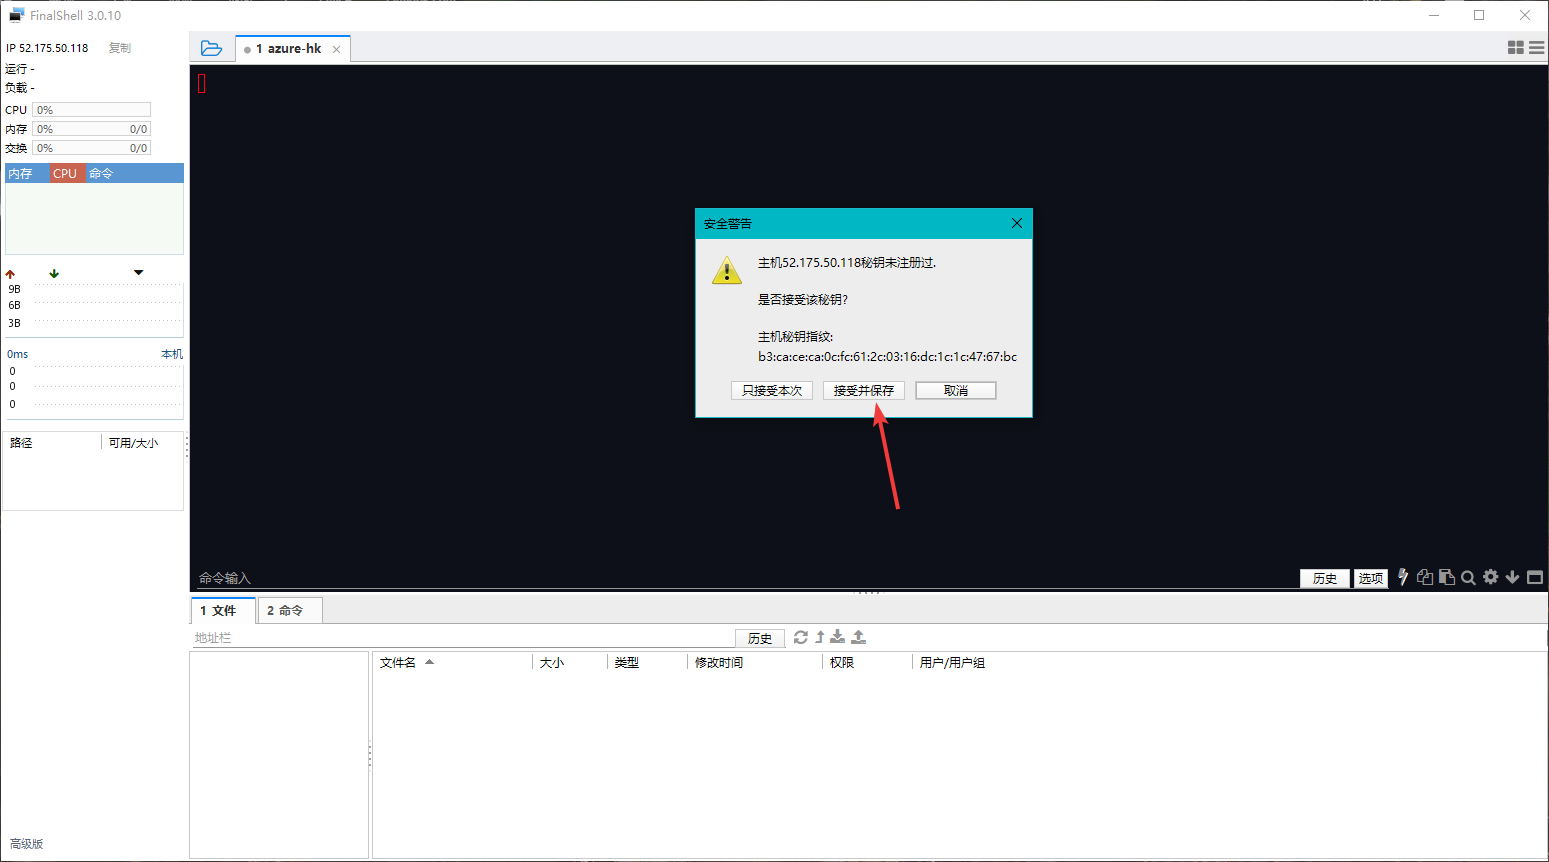 FinalShell 3.0.10
IP 52.175.50.118 复制
运行 -
负载 -
CPU 0%
内存 0% 0/0
交换 0% 0/0
内存 CPU 命令
9B
6B
3B
0ms 本机
0
0
0
路径 可用/大小
高级版
1 azure-hk
安全警告
主机52.175.50.118秘钥未注册过.
是否接受该秘钥?
主机秘钥指纹:
b3:ca:ce:ca:0c:fc:61:2c:03:16:dc:1c:1c:47:67:bc
只接受本次 接受并保存 取消
命令输入 历史 选项
1 文件 2 命令
地址栏 历史
文件名 大小 类型 修改时间 权限 用户/用户组